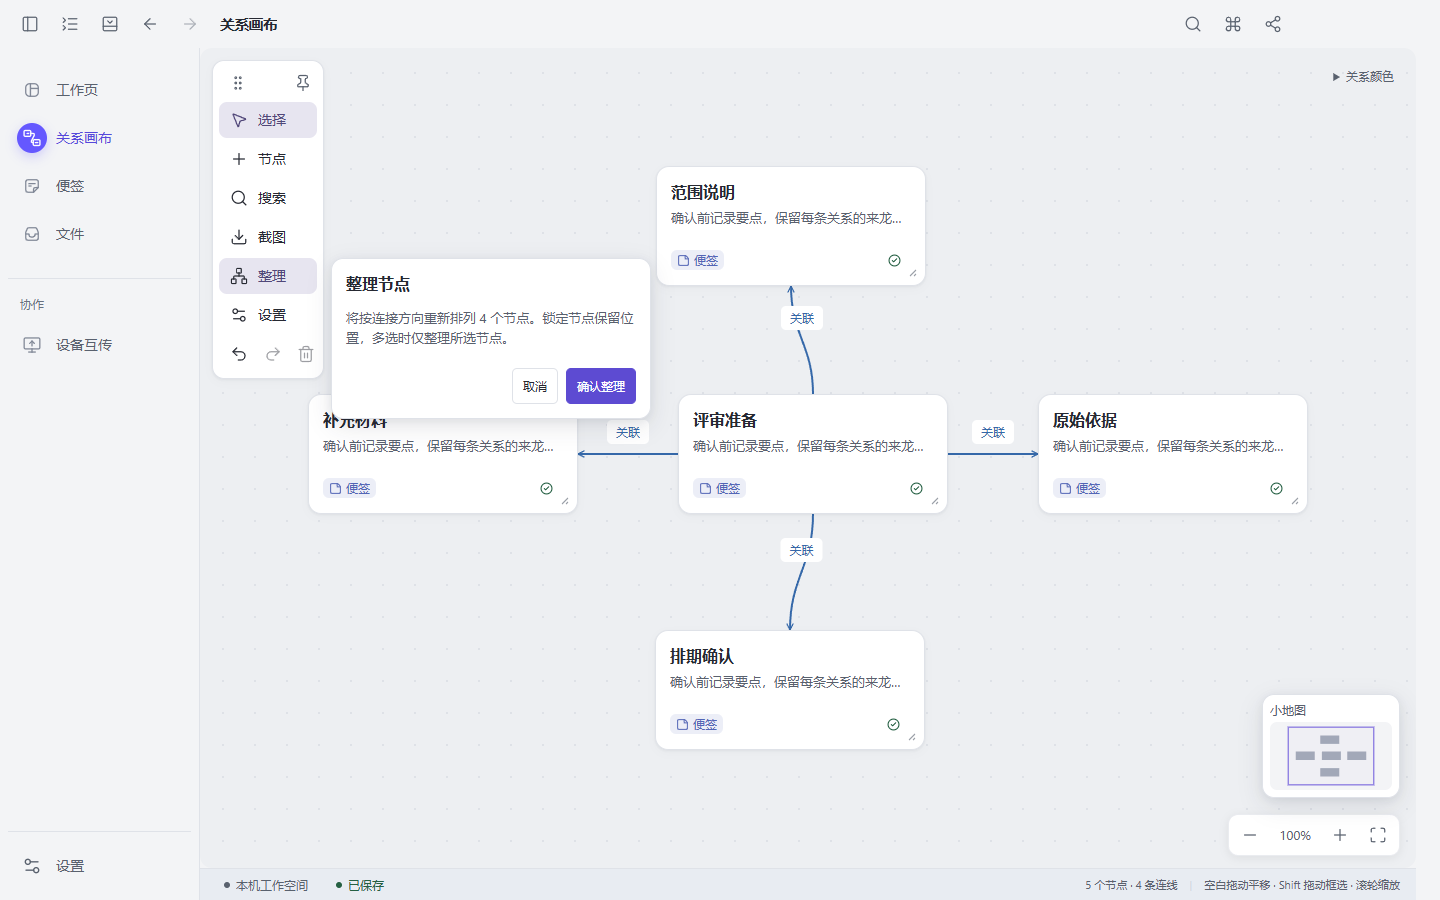 关系画布
工作页
关系画布
便签
文件
协作
设备互传
设置
选择
节点
搜索
截图
整理
设置
关系颜色
范围说明
确认前记录要点，保留每条关系的来龙...
便签
整理节点
将按连接方向重新排列 4 个节点。锁定节点保留位
置，多选时仅整理所选节点。
取消
确认整理
关联
补充材料
确认前记录要点，保留每条关系的来龙...
便签
关联
评审准备
确认前记录要点，保留每条关系的来龙...
便签
关联
原始依据
确认前记录要点，保留每条关系的来龙...
便签
关联
排期确认
确认前记录要点，保留每条关系的来龙...
便签
小地图
100%
本机工作空间
已保存
5 个节点 · 4 条连线
空白拖动平移 · Shift 拖动框选 · 滚轮缩放